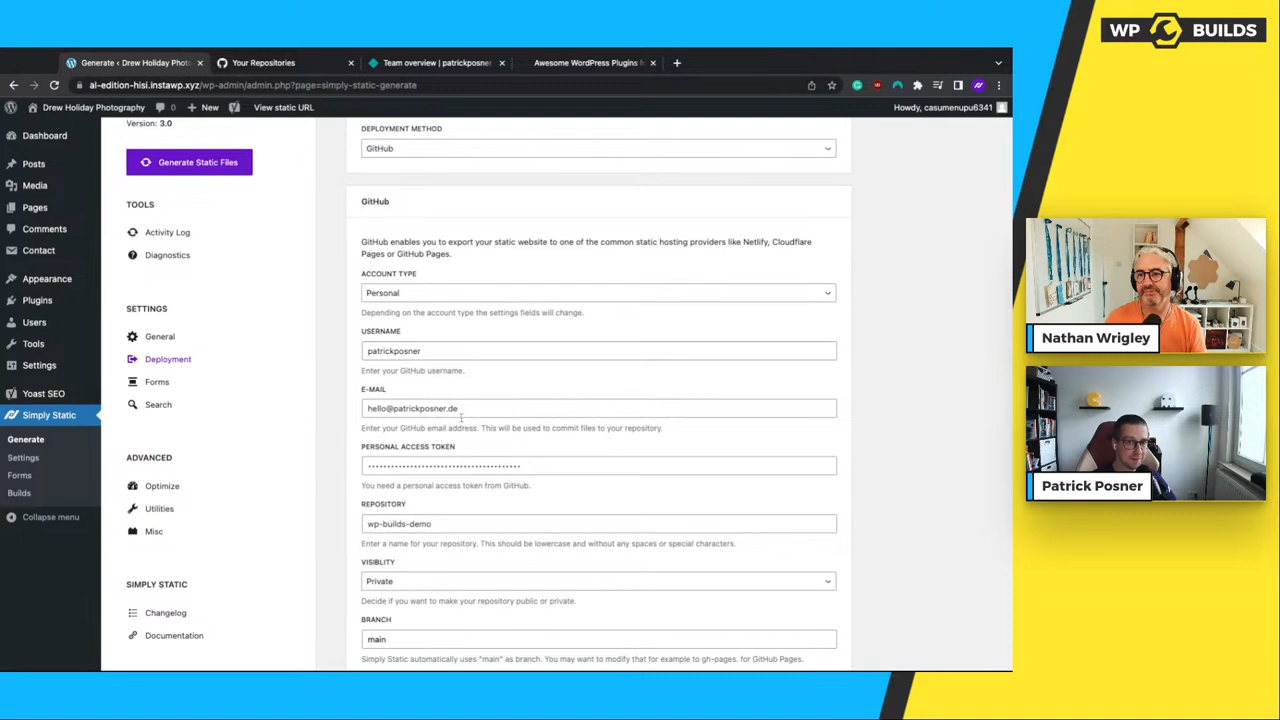 WP BUILDS
Generate ‹ Drew Holiday Phot
Your Repositories
Team overview | patrickposner
Awesome WordPress Plugins f
al-edition-hisi.instawp.xyz/wp-admin/admin.php?page=simply-static-generate
Drew Holiday Photography
0
New
View static URL
Howdy, casumenupu6341
Dashboard
Posts
Media
Pages
Comments
Contact
Appearance
Plugins
Users
Tools
Settings
Yoast SEO
Simply Static
Generate
Settings
Forms
Builds
Collapse menu
Version: 3.0
Generate Static Files
TOOLS
Activity Log
Diagnostics
SETTINGS
General
Deployment
Forms
Search
ADVANCED
Optimize
Utilities
Misc
SIMPLY STATIC
Changelog
Documentation
DEPLOYMENT METHOD
GitHub
GitHub
GitHub enables you to export your static website to one of the common static hosting providers like Netlify, Cloudflare
Pages or GitHub Pages.
ACCOUNT TYPE
Personal
Depending on the account type the settings fields will change.
USERNAME
patrickposner
Enter your GitHub username.
E-MAIL
hello@patrickposner.de
Enter your GitHub email address. This will be used to commit files to your repository.
PERSONAL ACCESS TOKEN
You need a personal access token from GitHub.
REPOSITORY
wp-builds-demo
Enter a name for your repository. This should be lowercase and without any spaces or special characters.
VISIBLITY
Private
Decide if you want to make your repository public or private.
BRANCH
main
Simply Static automatically uses "main" as branch. You may want to modify that for example to gh-pages. for GitHub Pages.
Nathan Wrigley
Patrick Posner